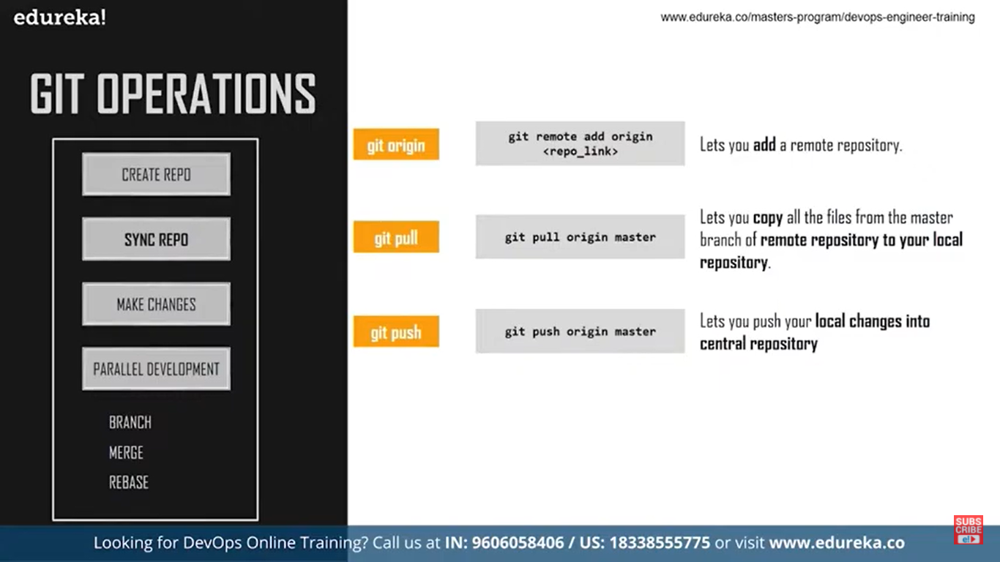 edureka!
www.edureka.co/masters-program/devops-engineer-training
GIT OPERATIONS
CREATE REPO
SYNC REPO
MAKE CHANGES
PARALLEL DEVELOPMENT
BRANCH
MERGE
REBASE
git origin
git remote add origin
<repo_link>
Lets you add a remote repository.
git pull
git pull origin master
Lets you copy all the files from the master
branch of remote repository to your local
repository.
git push
git push origin master
Lets you push your local changes into
central repository
SUBS
CRIBE
e!
Looking for DevOps Online Training? Call us at IN: 9606058406 / US: 18338555775 or visit www.edureka.co